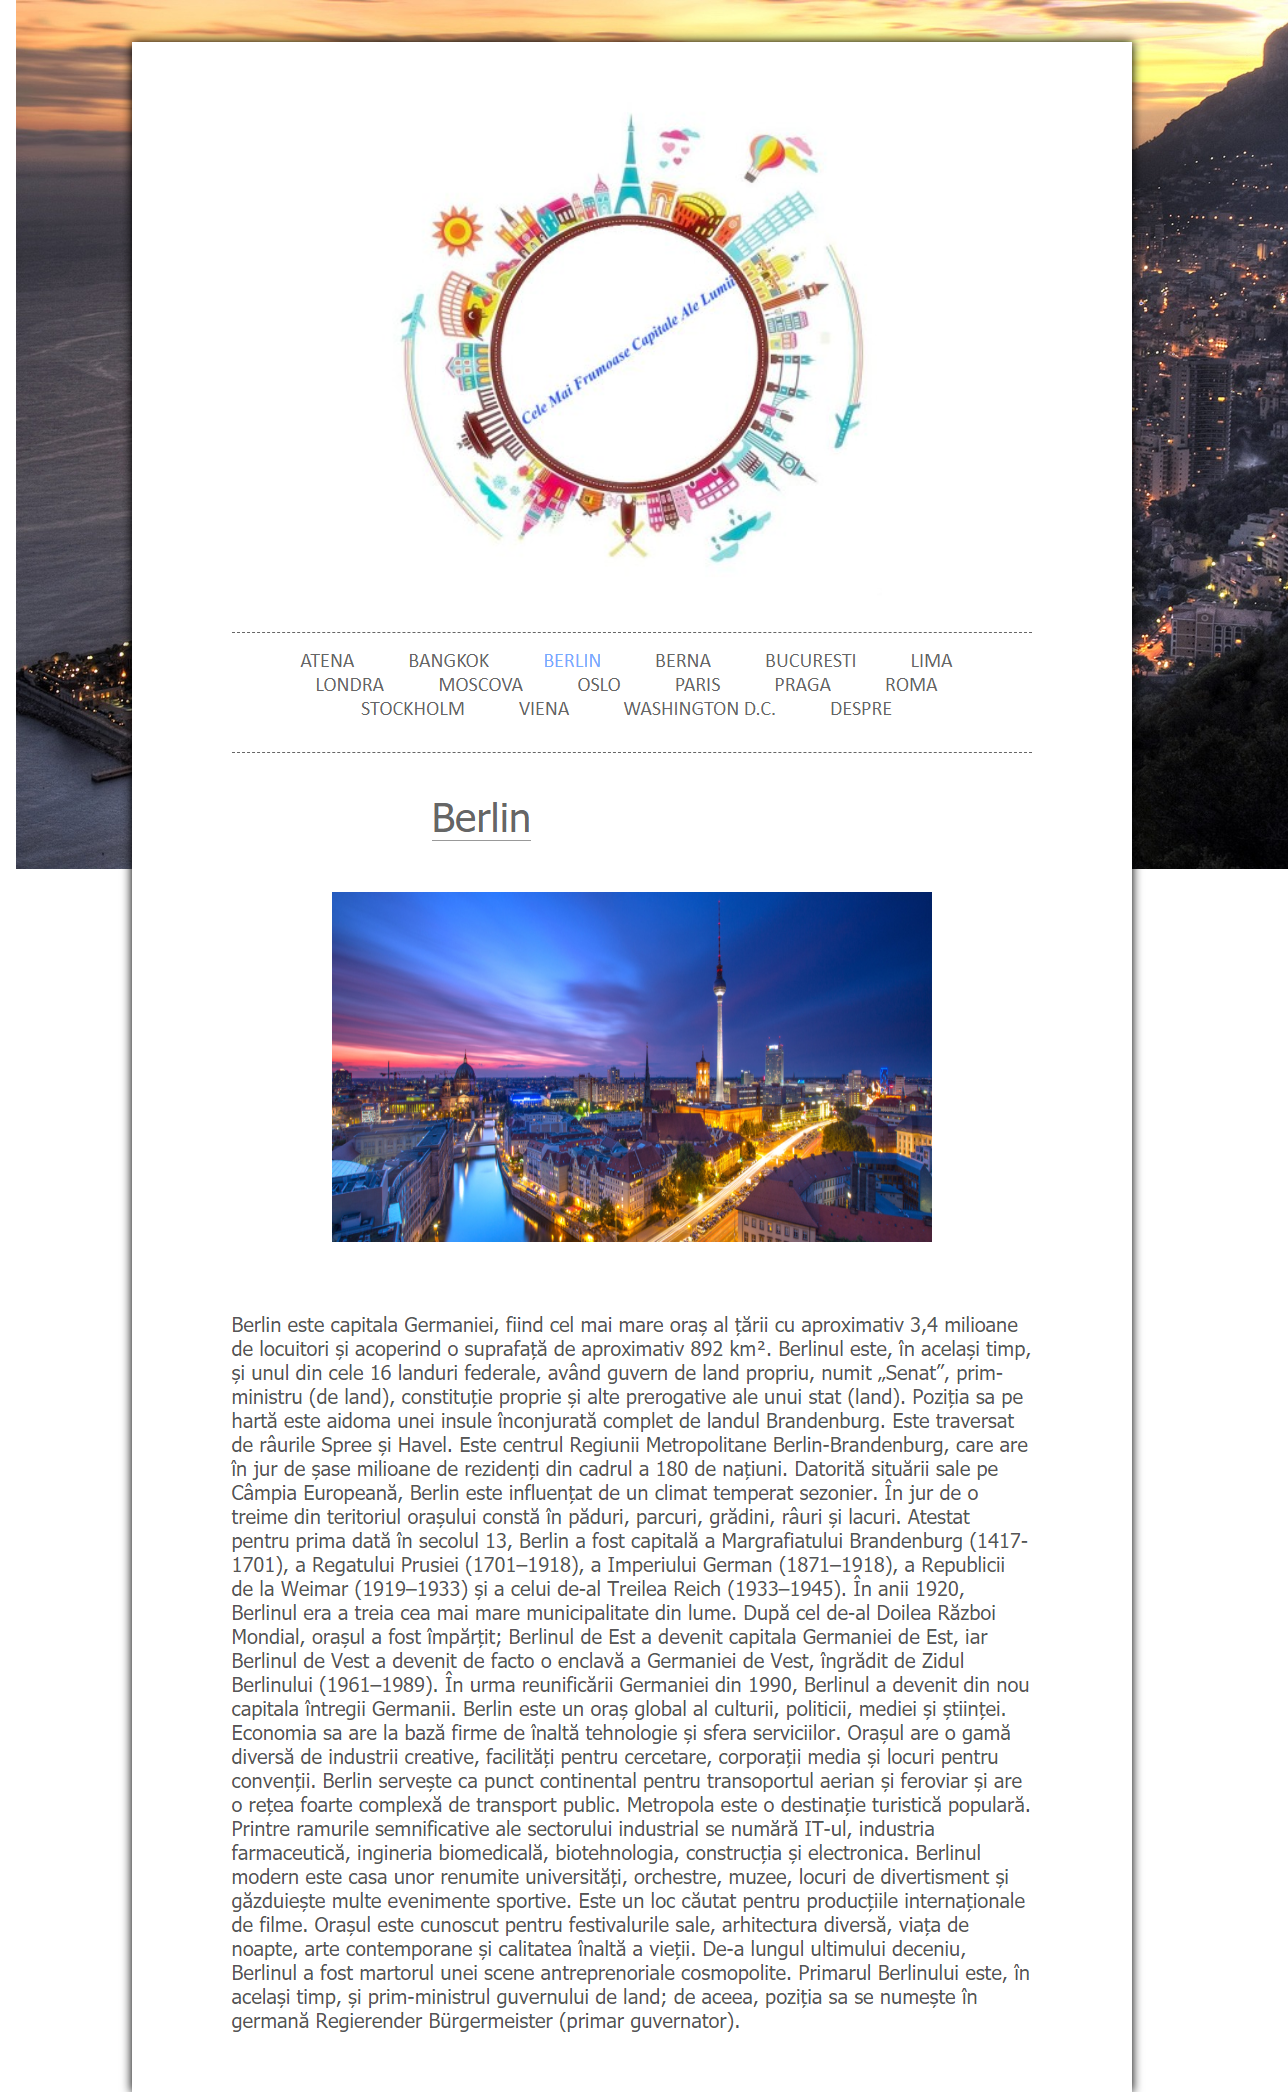 Cele Mai Frumoase Capitale Ale Lumii
ATENA BANGKOK BERLIN BERNA BUCURESTI LIMA
LONDRA MOSCOVA OSLO PARIS PRAGA ROMA
STOCKHOLM VIENA WASHINGTON D.C. DESPRE
Berlin
Berlin este capitala Germaniei, fiind cel mai mare oraș al țării cu aproximativ 3,4 milioane
de locuitori și acoperind o suprafață de aproximativ 892 km². Berlinul este, în același timp,
și unul din cele 16 landuri federale, având guvern de land propriu, numit „Senat”, prim-
ministru (de land), constituție proprie și alte prerogative ale unui stat (land). Poziția sa pe
hartă este aidoma unei insule înconjurată complet de landul Brandenburg. Este traversat
de râurile Spree și Havel. Este centrul Regiunii Metropolitane Berlin-Brandenburg, care are
în jur de șase milioane de rezidenți din cadrul a 180 de națiuni. Datorită situării sale pe
Câmpia Europeană, Berlin este influențat de un climat temperat sezonier. În jur de o
treime din teritoriul orașului constă în păduri, parcuri, grădini, râuri și lacuri. Atestat
pentru prima dată în secolul 13, Berlin a fost capitală a Margrafiatului Brandenburg (1417-
1701), a Regatului Prusiei (1701–1918), a Imperiului German (1871–1918), a Republicii
de la Weimar (1919–1933) și a celui de-al Treilea Reich (1933–1945). În anii 1920,
Berlinul era a treia cea mai mare municipalitate din lume. După cel de-al Doilea Război
Mondial, orașul a fost împărțit; Berlinul de Est a devenit capitala Germaniei de Est, iar
Berlinul de Vest a devenit de facto o enclavă a Germaniei de Vest, îngrădit de Zidul
Berlinului (1961–1989). În urma reunificării Germaniei din 1990, Berlinul a devenit din nou
capitala întregii Germanii. Berlin este un oraș global al culturii, politicii, mediei și științei.
Economia sa are la bază firme de înaltă tehnologie și sfera serviciilor. Orașul are o gamă
diversă de industrii creative, facilități pentru cercetare, corporații media și locuri pentru
convenții. Berlin servește ca punct continental pentru transoportul aerian și feroviar și are
o rețea foarte complexă de transport public. Metropola este o destinație turistică populară.
Printre ramurile semnificative ale sectorului industrial se numără IT-ul, industria
farmaceutică, ingineria biomedicală, biotehnologia, construcția și electronica. Berlinul
modern este casa unor renumite universități, orchestre, muzee, locuri de divertisment și
găzduiește multe evenimente sportive. Este un loc căutat pentru producțiile internaționale
de filme. Orașul este cunoscut pentru festivalurile sale, arhitectura diversă, viața de
noapte, arte contemporane și calitatea înaltă a vieții. De-a lungul ultimului deceniu,
Berlinul a fost martorul unei scene antreprenoriale cosmopolite. Primarul Berlinului este, în
același timp, și prim-ministrul guvernului de land; de aceea, poziția sa se numește în
germană Regierender Bürgermeister (primar guvernator).